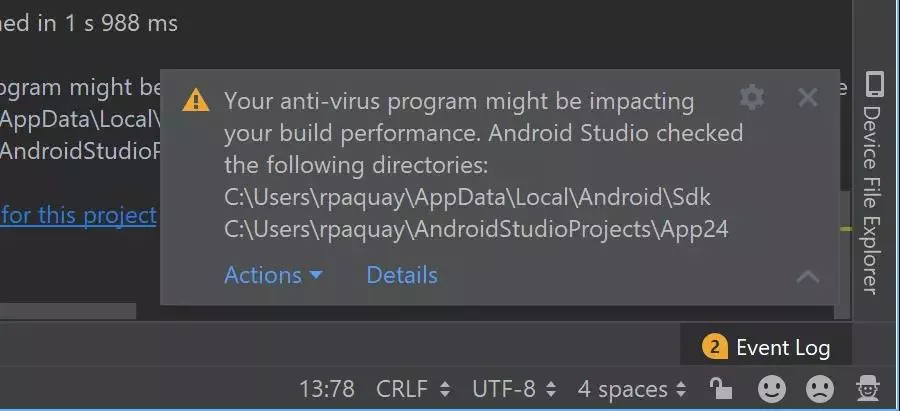 ned in 1 s 988 ms
ogram might be
AppData\Local\
AndroidStudioP
for this project
Your anti-virus program might be impacting
your build performance. Android Studio checked
the following directories:
C:\Users\rpaquay\AppData\Local\Android\Sdk
C:\Users\rpaquay\AndroidStudioProjects\App24
Actions Details
Device File Explorer
2 Event Log
13:78 CRLF UTF-8 4 spaces